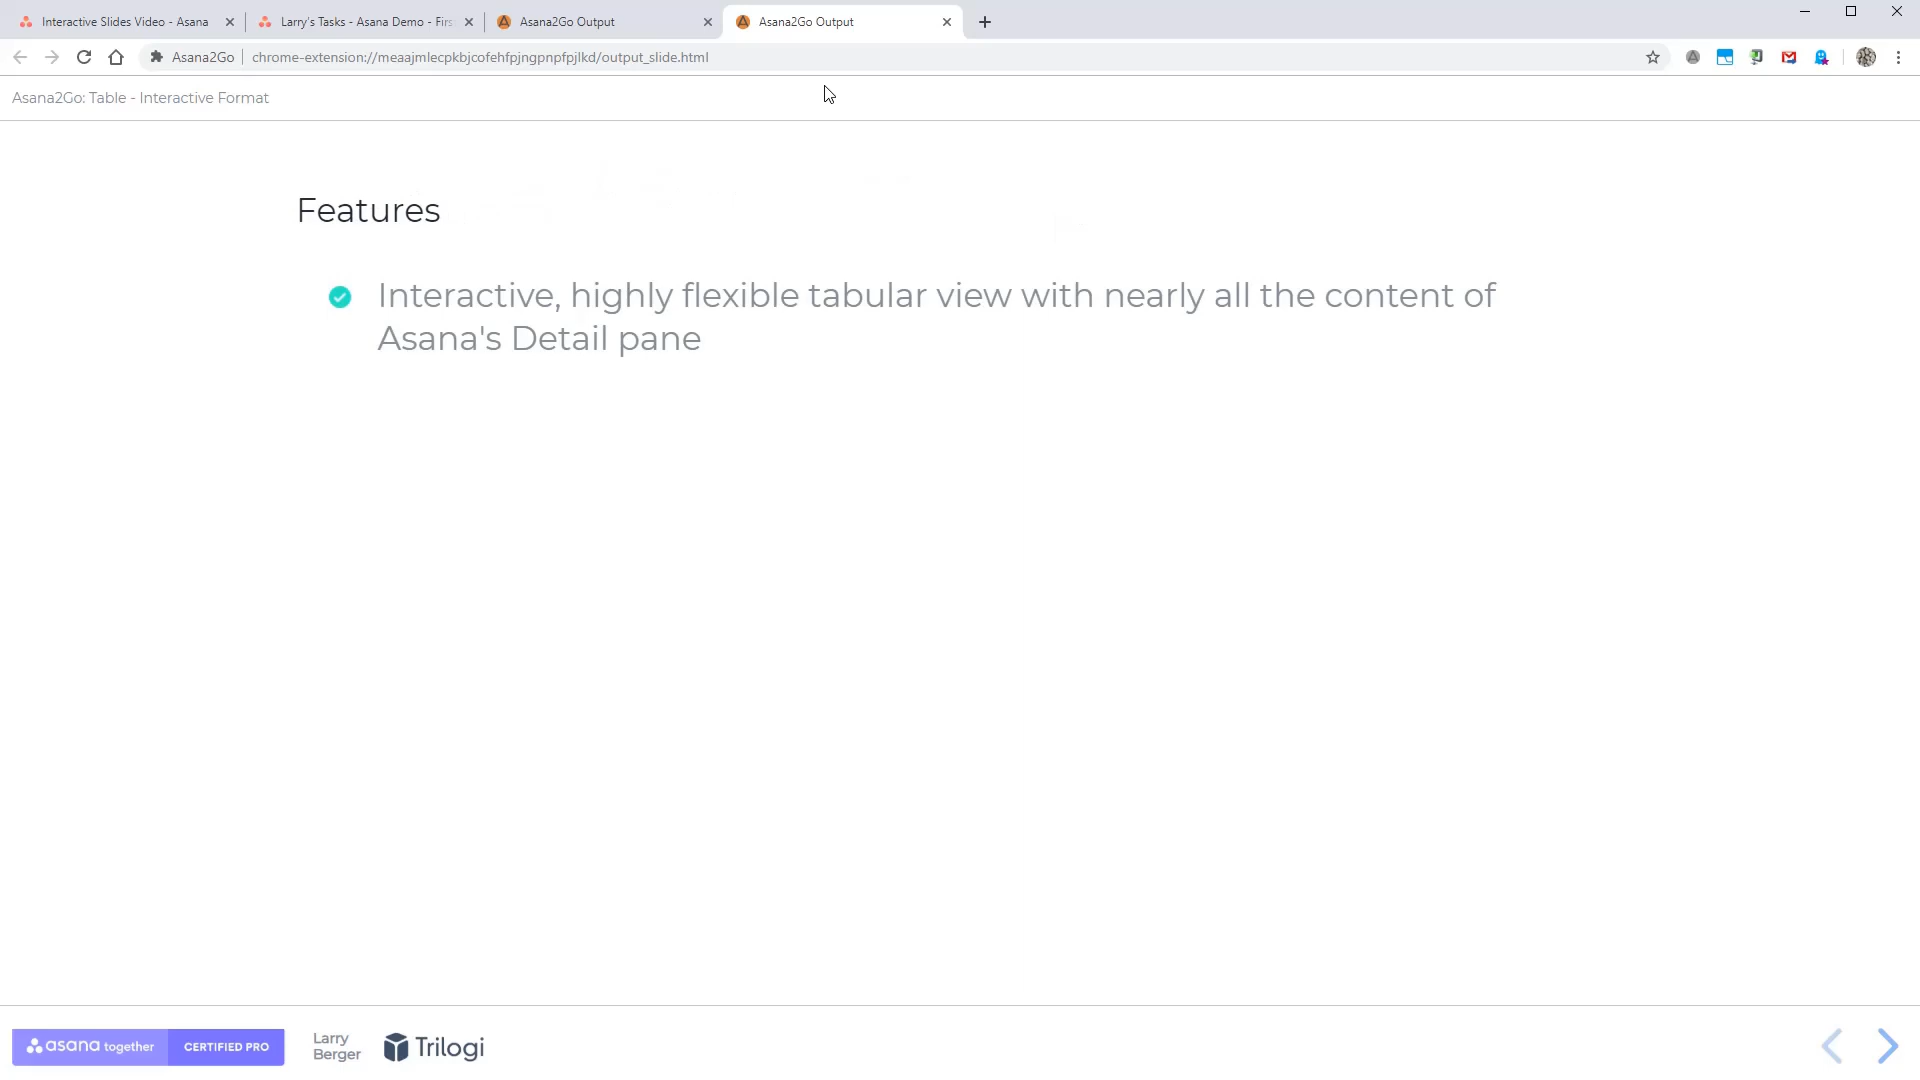 Interactive Slides Video - Asana
Larry's Tasks - Asana Demo - Firs
Asana2Go Output
Asana2Go Output
Asana2Go
chrome-extension://meaajmlecpkbjcofehfpjngpnpfpjlkd/output_slide.html
Asana2Go: Table - Interactive Format
Features
Interactive, highly flexible tabular view with nearly all the content of
Asana's Detail pane
asana together
CERTIFIED PRO
Larry
Berger
Trilogi